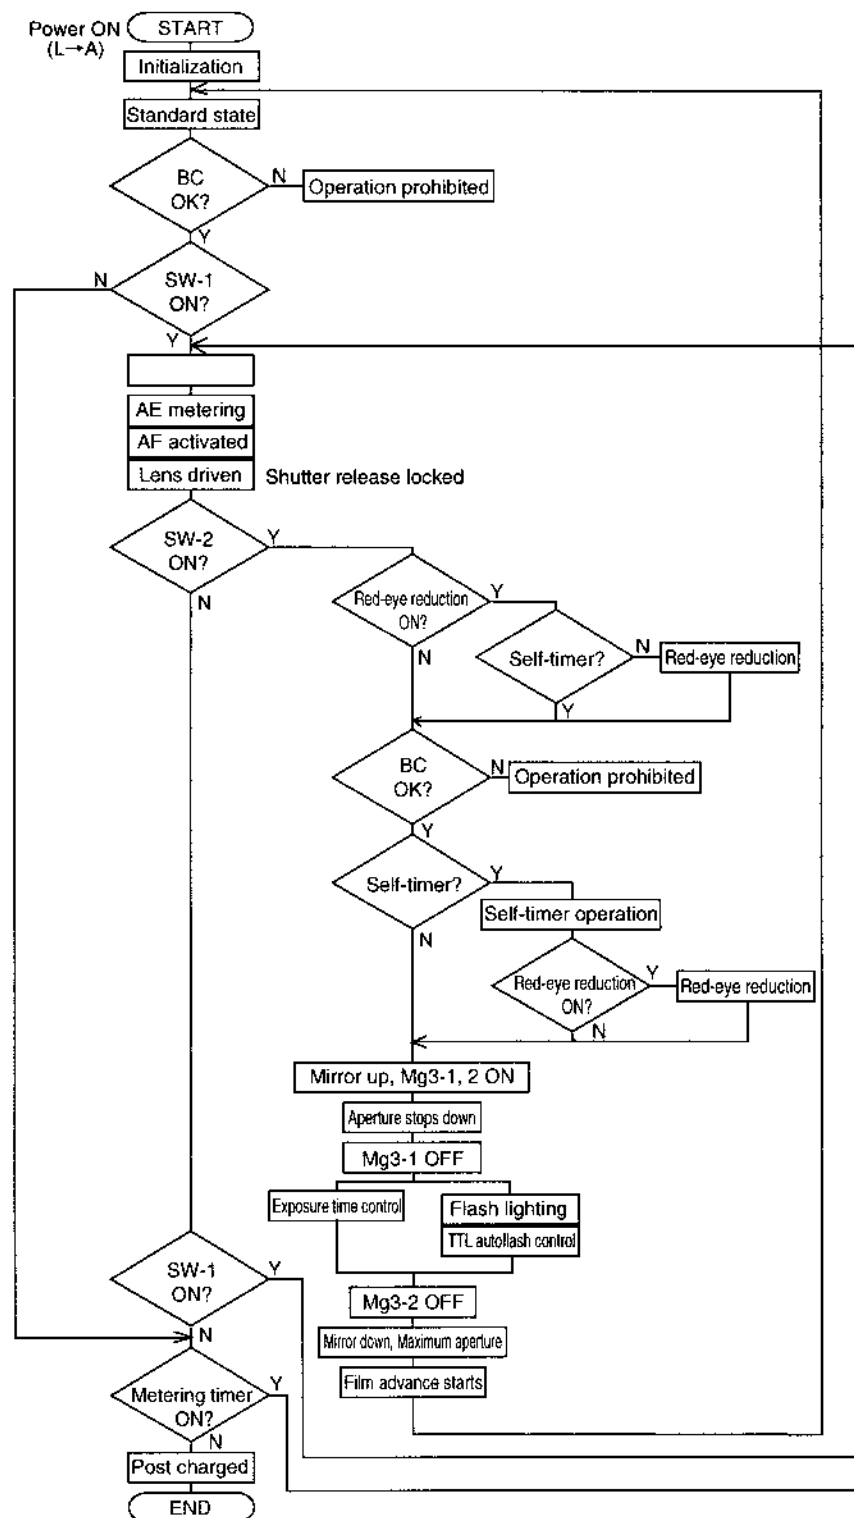 Power ON
(L→A)
START
Initialization
Standard state
BC
OK?
N
Operation prohibited
Y
N
SW-1
ON?
Y
AE metering
AF activated
Lens driven
Shutter release locked
SW-2
ON?
Y
N
Red-eye reduction
ON?
Y
N
Self-timer?
N
Red-eye reduction
Y
BC
OK?
N
Operation prohibited
Y
Self-timer?
Y
Self-timer operation
N
Red-eye reduction
ON?
Y
Red-eye reduction
N
Mirror up, Mg3-1, 2 ON
Aperture stops down
Mg3-1 OFF
Exposure time control
Flash lighting
TTL autoflash control
SW-1
ON?
Y
N
Mg3-2 OFF
Mirror down, Maximum aperture
Film advance starts
Metering timer
ON?
Y
N
Post charged
END